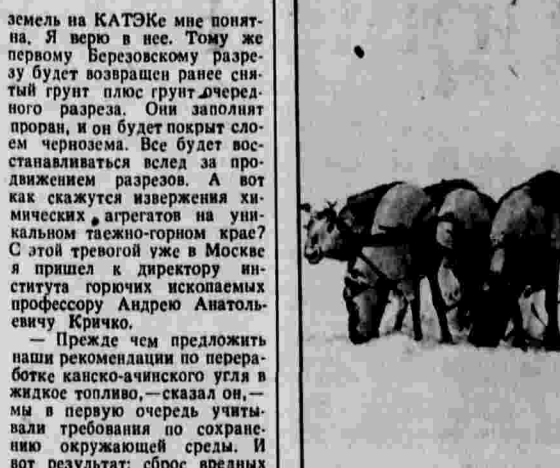 земель на КАТЭКе мне понят-
на. Я верю в нее. Тому же
первому Березовскому разре-
зу будет возвращен ранее сня-
тый грунт плюс грунт очеред-
ного разреза. Они заполнят
проран, и он будет покрыт сло-
ем чернозема. Все будет вос-
станавливаться вслед за про-
движением разрезов. А вот
как скажутся извержения хи-
мических агрегатов на уни-
кальном таежно-горном крае?
С этой тревогой уже в Москве
я пришел к директору ин-
ститута горючих ископаемых
профессору Андрею Анатоль-
евичу Кричко.
— Прежде чем предложить
наши рекомендации по перера-
ботке канско-ачинского угля в
жидкое топливо,—сказал он,—
мы в первую очередь учиты-
вали требования по сохране-
нию окружающей среды. И
вот результат: сброс вредных